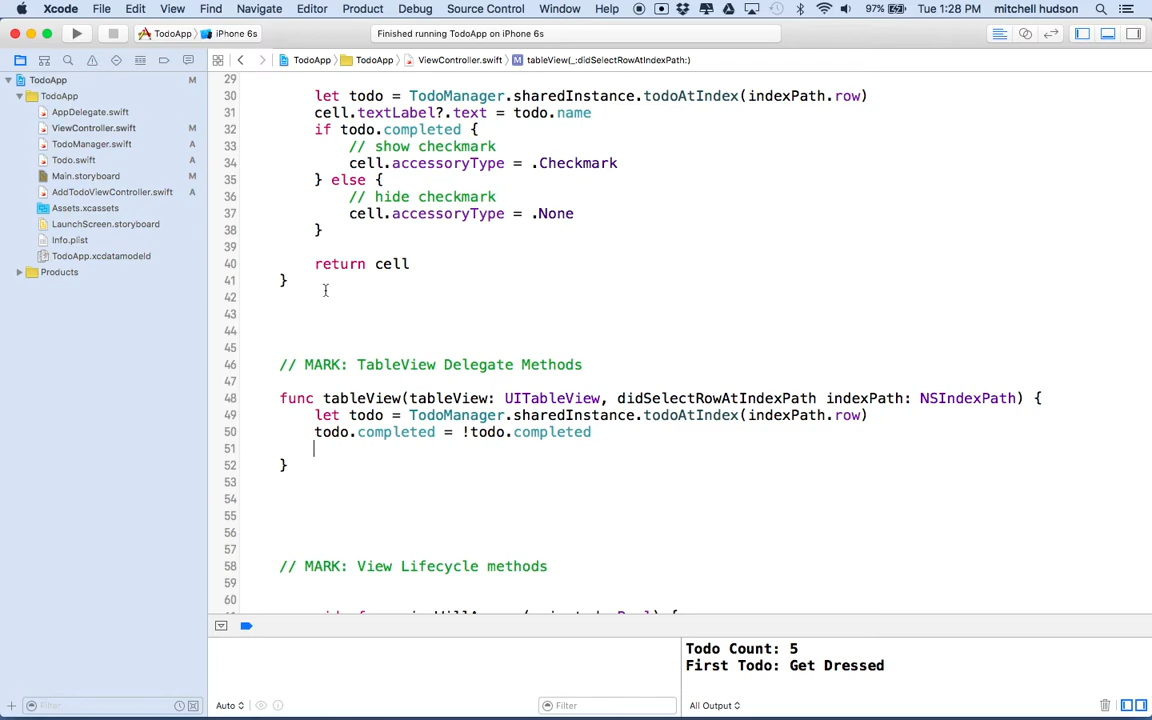 Xcode File Edit View Find Navigate Editor Product Debug Source Control Window Help 97% Tue 1:28 PM mitchell hudson
TodoApp iPhone 6s Finished running TodoApp on iPhone 6s
TodoApp TodoApp ViewController.swift M tableView(_:didSelectRowAtIndexPath:)
TodoApp M
TodoApp
AppDelegate.swift
ViewController.swift M
TodoManager.swift A
Todo.swift A
Main.storyboard M
AddTodoViewController.swift A
Assets.xcassets
LaunchScreen.storyboard
Info.plist
TodoApp.xcdatamodeld
Products
29
30 let todo = TodoManager.sharedInstance.todoAtIndex(indexPath.row)
31 cell.textLabel?.text = todo.name
32 if todo.completed {
33 // show checkmark
34 cell.accessoryType = .Checkmark
35 } else {
36 // hide checkmark
37 cell.accessoryType = .None
38 }
39
40 return cell
41 }
42
43
44
45
46 // MARK: TableView Delegate Methods
47
48 func tableView(tableView: UITableView, didSelectRowAtIndexPath indexPath: NSIndexPath) {
49 let todo = TodoManager.sharedInstance.todoAtIndex(indexPath.row)
50 todo.completed = !todo.completed
51
52 }
53
54
55
56
57
58 // MARK: View Lifecycle methods
59
60
Todo Count: 5
First Todo: Get Dressed
Filter Auto Filter All Output